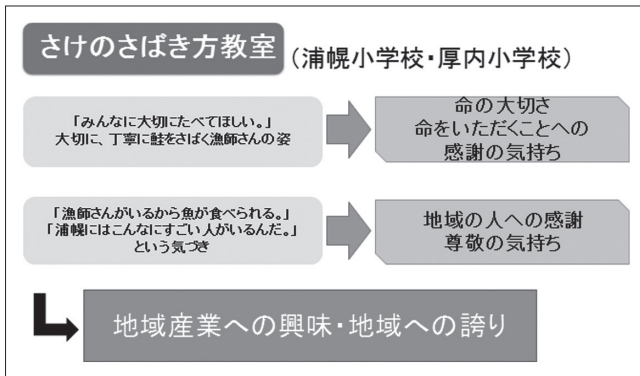 さけのさばき方教室 (浦幌小学校・厚内小学校)
「みんなに大切にたべてほしい。」
大切に、丁寧に鮭をさばく漁師さんの姿
命の大切さ
命をいただくことへの
感謝の気持ち
「漁師さんがいるから魚が食べられる。」
「浦幌にはこんなにすごい人がいるんだ。」
という気づき
地域の人への感謝
尊敬の気持ち
地域産業への興味・地域への誇り